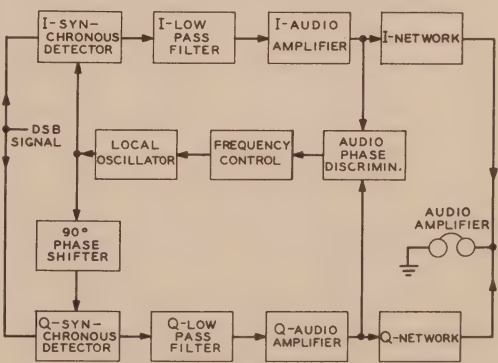 I-SYN-
CHRONOUS
DETECTOR
I-LOW
PASS
FILTER
I-AUDIO
AMPLIFIER
I-NETWORK
DSB
SIGNAL
LOCAL
OSCILLATOR
FREQUENCY
CONTROL
AUDIO
PHASE
DISCRIMIN.
90°
PHASE
SHIFTER
AUDIO
AMPLIFIER
Q-SYN-
CHRONOUS
DETECTOR
Q-LOW
PASS
FILTER
Q-AUDIO
AMPLIFIER
Q-NETWORK